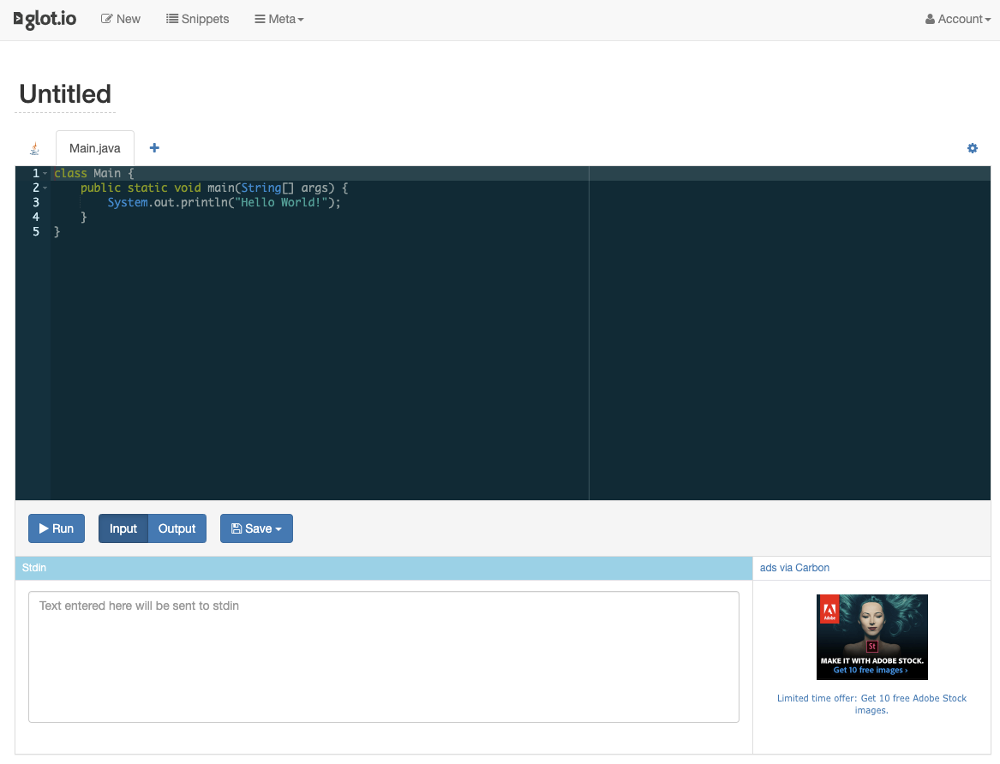 glot.io
New
Snippets
Meta
Account
Untitled
Main.java
1 class Main {
2     public static void main(String[] args) {
3         System.out.println("Hello World!");
4     }
5 }
Run
Input
Output
Save
Stdin
ads via Carbon
Text entered here will be sent to stdin
Adobe
St
MAKE IT WITH ADOBE STOCK.
Get 10 free images ›
Limited time offer: Get 10 free Adobe Stock
images.